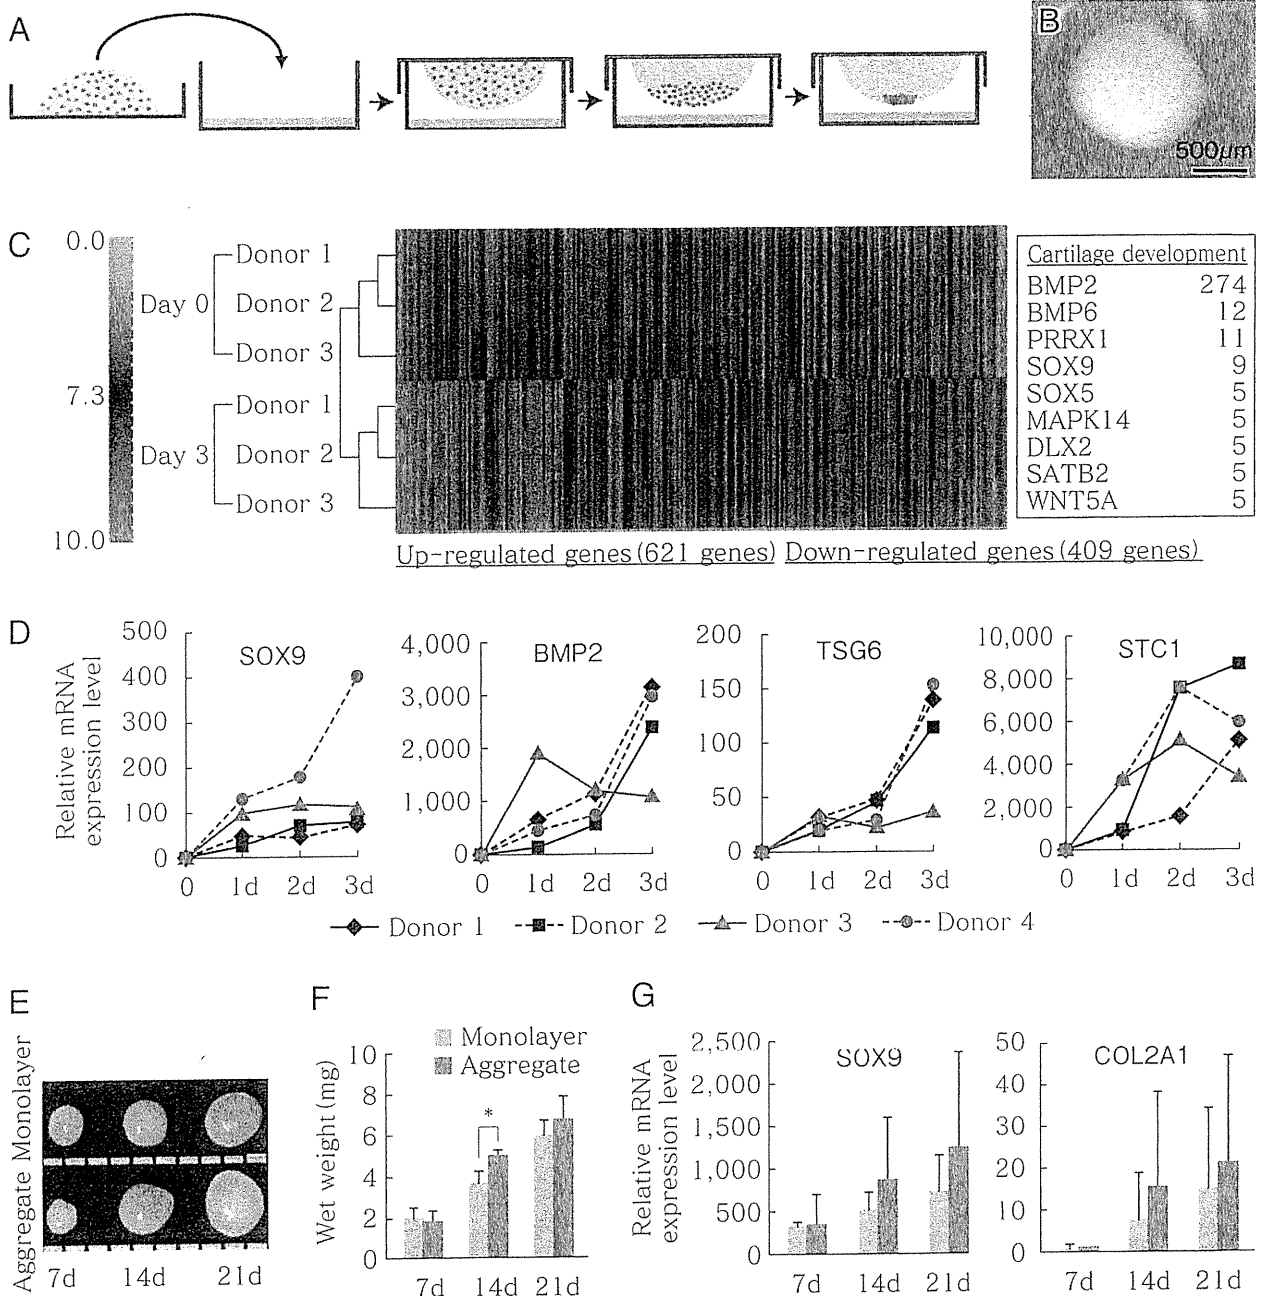 A
B
500μm
C
0.0
7.3
10.0
Day 0
Donor 1
Donor 2
Donor 3
Day 3
Donor 1
Donor 2
Donor 3
Up-regulated genes (621 genes) Down-regulated genes (409 genes)
Cartilage development
BMP2 274
BMP6 12
PRRX1 11
SOX9 9
SOX5 5
MAPK14 5
DLX2 5
SATB2 5
WNT5A 5
D
Relative mRNA
expression level
SOX9
500
400
300
200
100
0
0 1d 2d 3d
BMP2
4,000
3,000
2,000
1,000
0
0 1d 2d 3d
TSG6
200
150
100
50
0
0 1d 2d 3d
STC1
10,000
8,000
6,000
4,000
2,000
0
0 1d 2d 3d
Donor 1 Donor 2 Donor 3 Donor 4
E
Aggregate Monolayer
7d 14d 21d
F
Monolayer
Aggregate
Wet weight (mg)
10
8
6
4
2
0
*
7d 14d 21d
G
Relative mRNA
expression level
SOX9
2,500
2,000
1,500
1,000
500
0
7d 14d 21d
COL2A1
50
40
30
20
10
0
7d 14d 21d